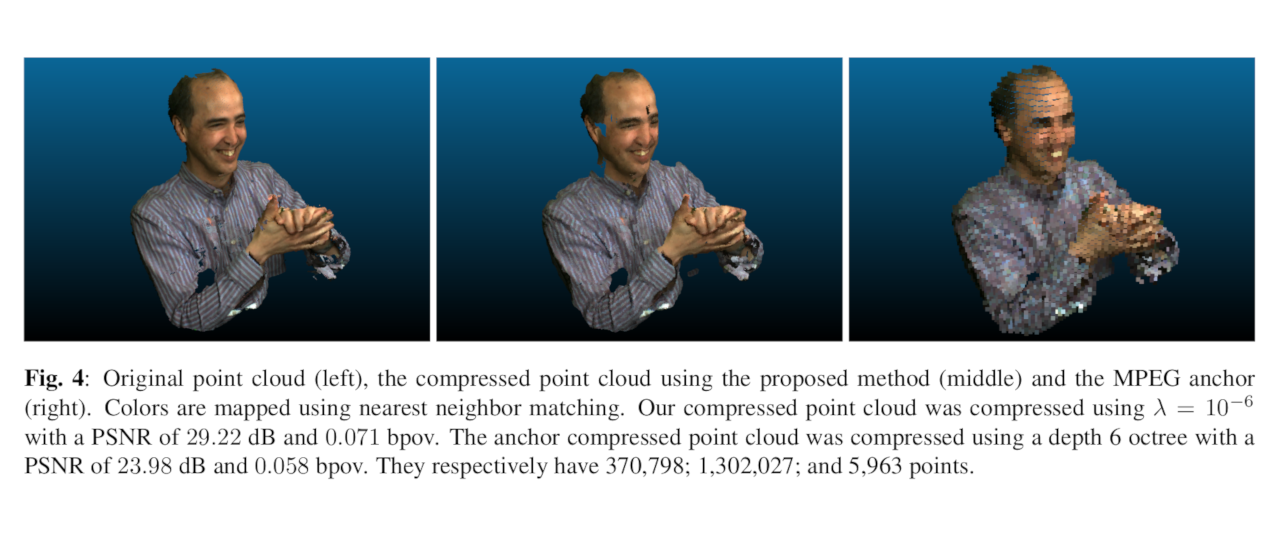 Fig. 4: Original point cloud (left), the compressed point cloud using the proposed method (middle) and the MPEG anchor
(right). Colors are mapped using nearest neighbor matching. Our compressed point cloud was compressed using λ = 10⁻⁶
with a PSNR of 29.22 dB and 0.071 bpov. The anchor compressed point cloud was compressed using a depth 6 octree with a
PSNR of 23.98 dB and 0.058 bpov. They respectively have 370,798; 1,302,027; and 5,963 points.